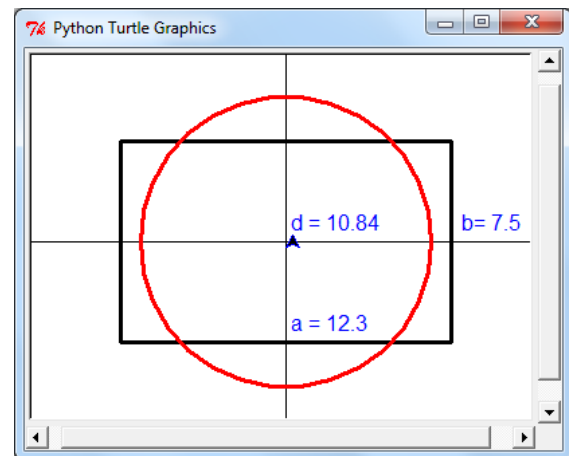 Python Turtle Graphics
d = 10.84
b= 7.5
a = 12.3